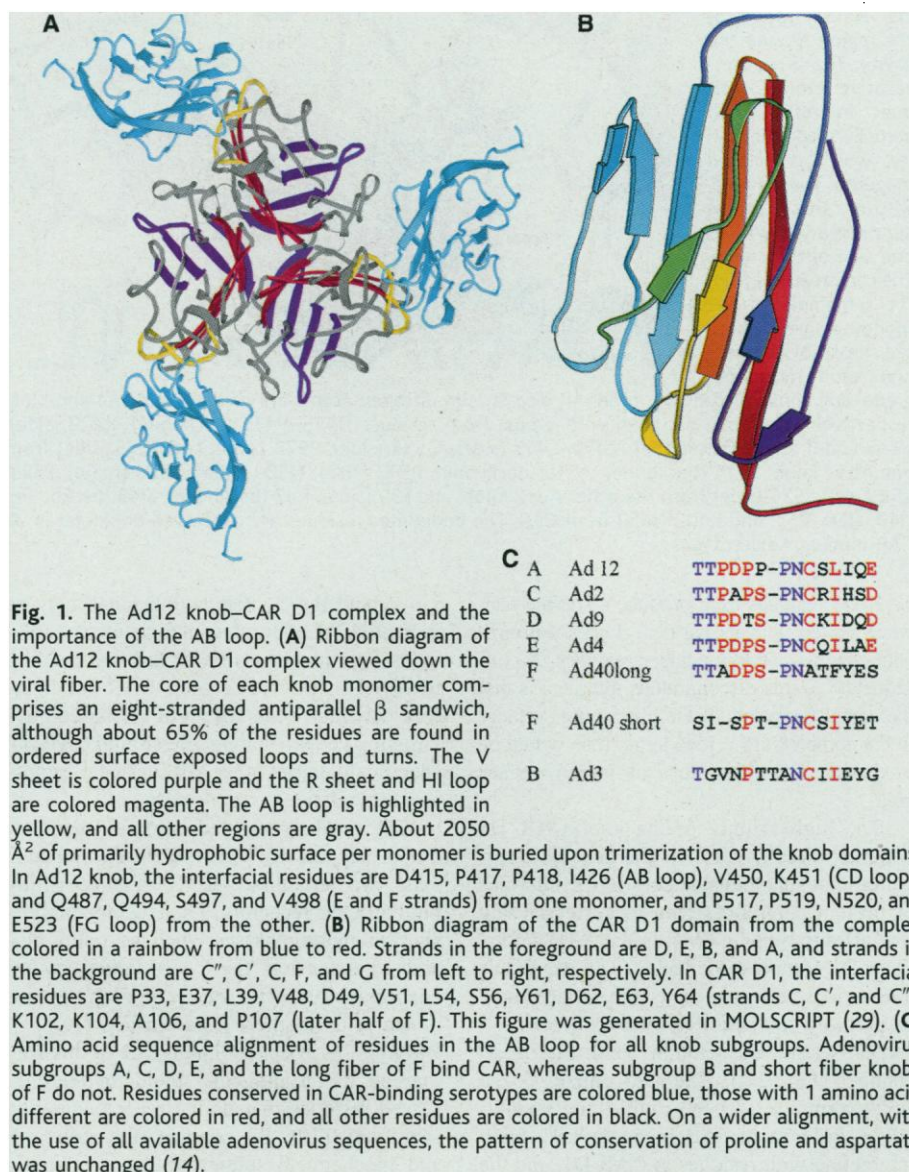 A
B
C A Ad 12 TTPDPP-PNCSLIQE
C Ad2 TTPAPS-PNCRIHSD
D Ad9 TTPDTS-PNCKIDQD
E Ad4 TTPDPS-PNCQILAE
F Ad40long TTADPS-PNATFYES
F Ad40 short SI-SPT-PNCSIYET
B Ad3 TGVNPTTANCIIEYG
Fig. 1. The Ad12 knob–CAR D1 complex and the
importance of the AB loop. (A) Ribbon diagram of
the Ad12 knob–CAR D1 complex viewed down the
viral fiber. The core of each knob monomer com-
prises an eight-stranded antiparallel β sandwich,
although about 65% of the residues are found in
ordered surface exposed loops and turns. The V
sheet is colored purple and the R sheet and HI loop
are colored magenta. The AB loop is highlighted in
yellow, and all other regions are gray. About 2050
Å² of primarily hydrophobic surface per monomer is buried upon trimerization of the knob domain
In Ad12 knob, the interfacial residues are D415, P417, P418, I426 (AB loop), V450, K451 (CD loop
and Q487, Q494, S497, and V498 (E and F strands) from one monomer, and P517, P519, N520, an
E523 (FG loop) from the other. (B) Ribbon diagram of the CAR D1 domain from the comple
colored in a rainbow from blue to red. Strands in the foreground are D, E, B, and A, and strands i
the background are C″, C′, C, F, and G from left to right, respectively. In CAR D1, the interfacia
residues are P33, E37, L39, V48, D49, V51, L54, S56, Y61, D62, E63, Y64 (strands C, C′, and C″
K102, K104, A106, and P107 (later half of F). This figure was generated in MOLSCRIPT (29). (C
Amino acid sequence alignment of residues in the AB loop for all knob subgroups. Adenoviru
subgroups A, C, D, E, and the long fiber of F bind CAR, whereas subgroup B and short fiber knob
of F do not. Residues conserved in CAR-binding serotypes are colored blue, those with 1 amino aci
different are colored in red, and all other residues are colored in black. On a wider alignment, wit
the use of all available adenovirus sequences, the pattern of conservation of proline and aspartat
was unchanged (14).